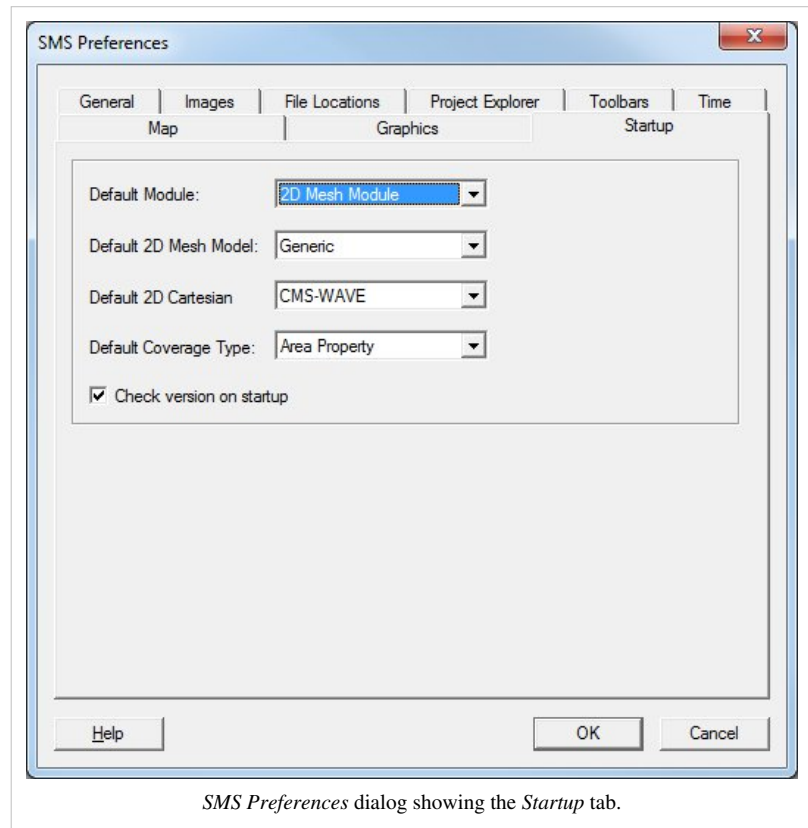 SMS Preferences
General Images File Locations Project Explorer Toolbars Time
Map Graphics Startup
Default Module: 2D Mesh Module
Default 2D Mesh Model: Generic
Default 2D Cartesian CMS-WAVE
Default Coverage Type: Area Property
Check version on startup
Help OK Cancel
SMS Preferences dialog showing the Startup tab.